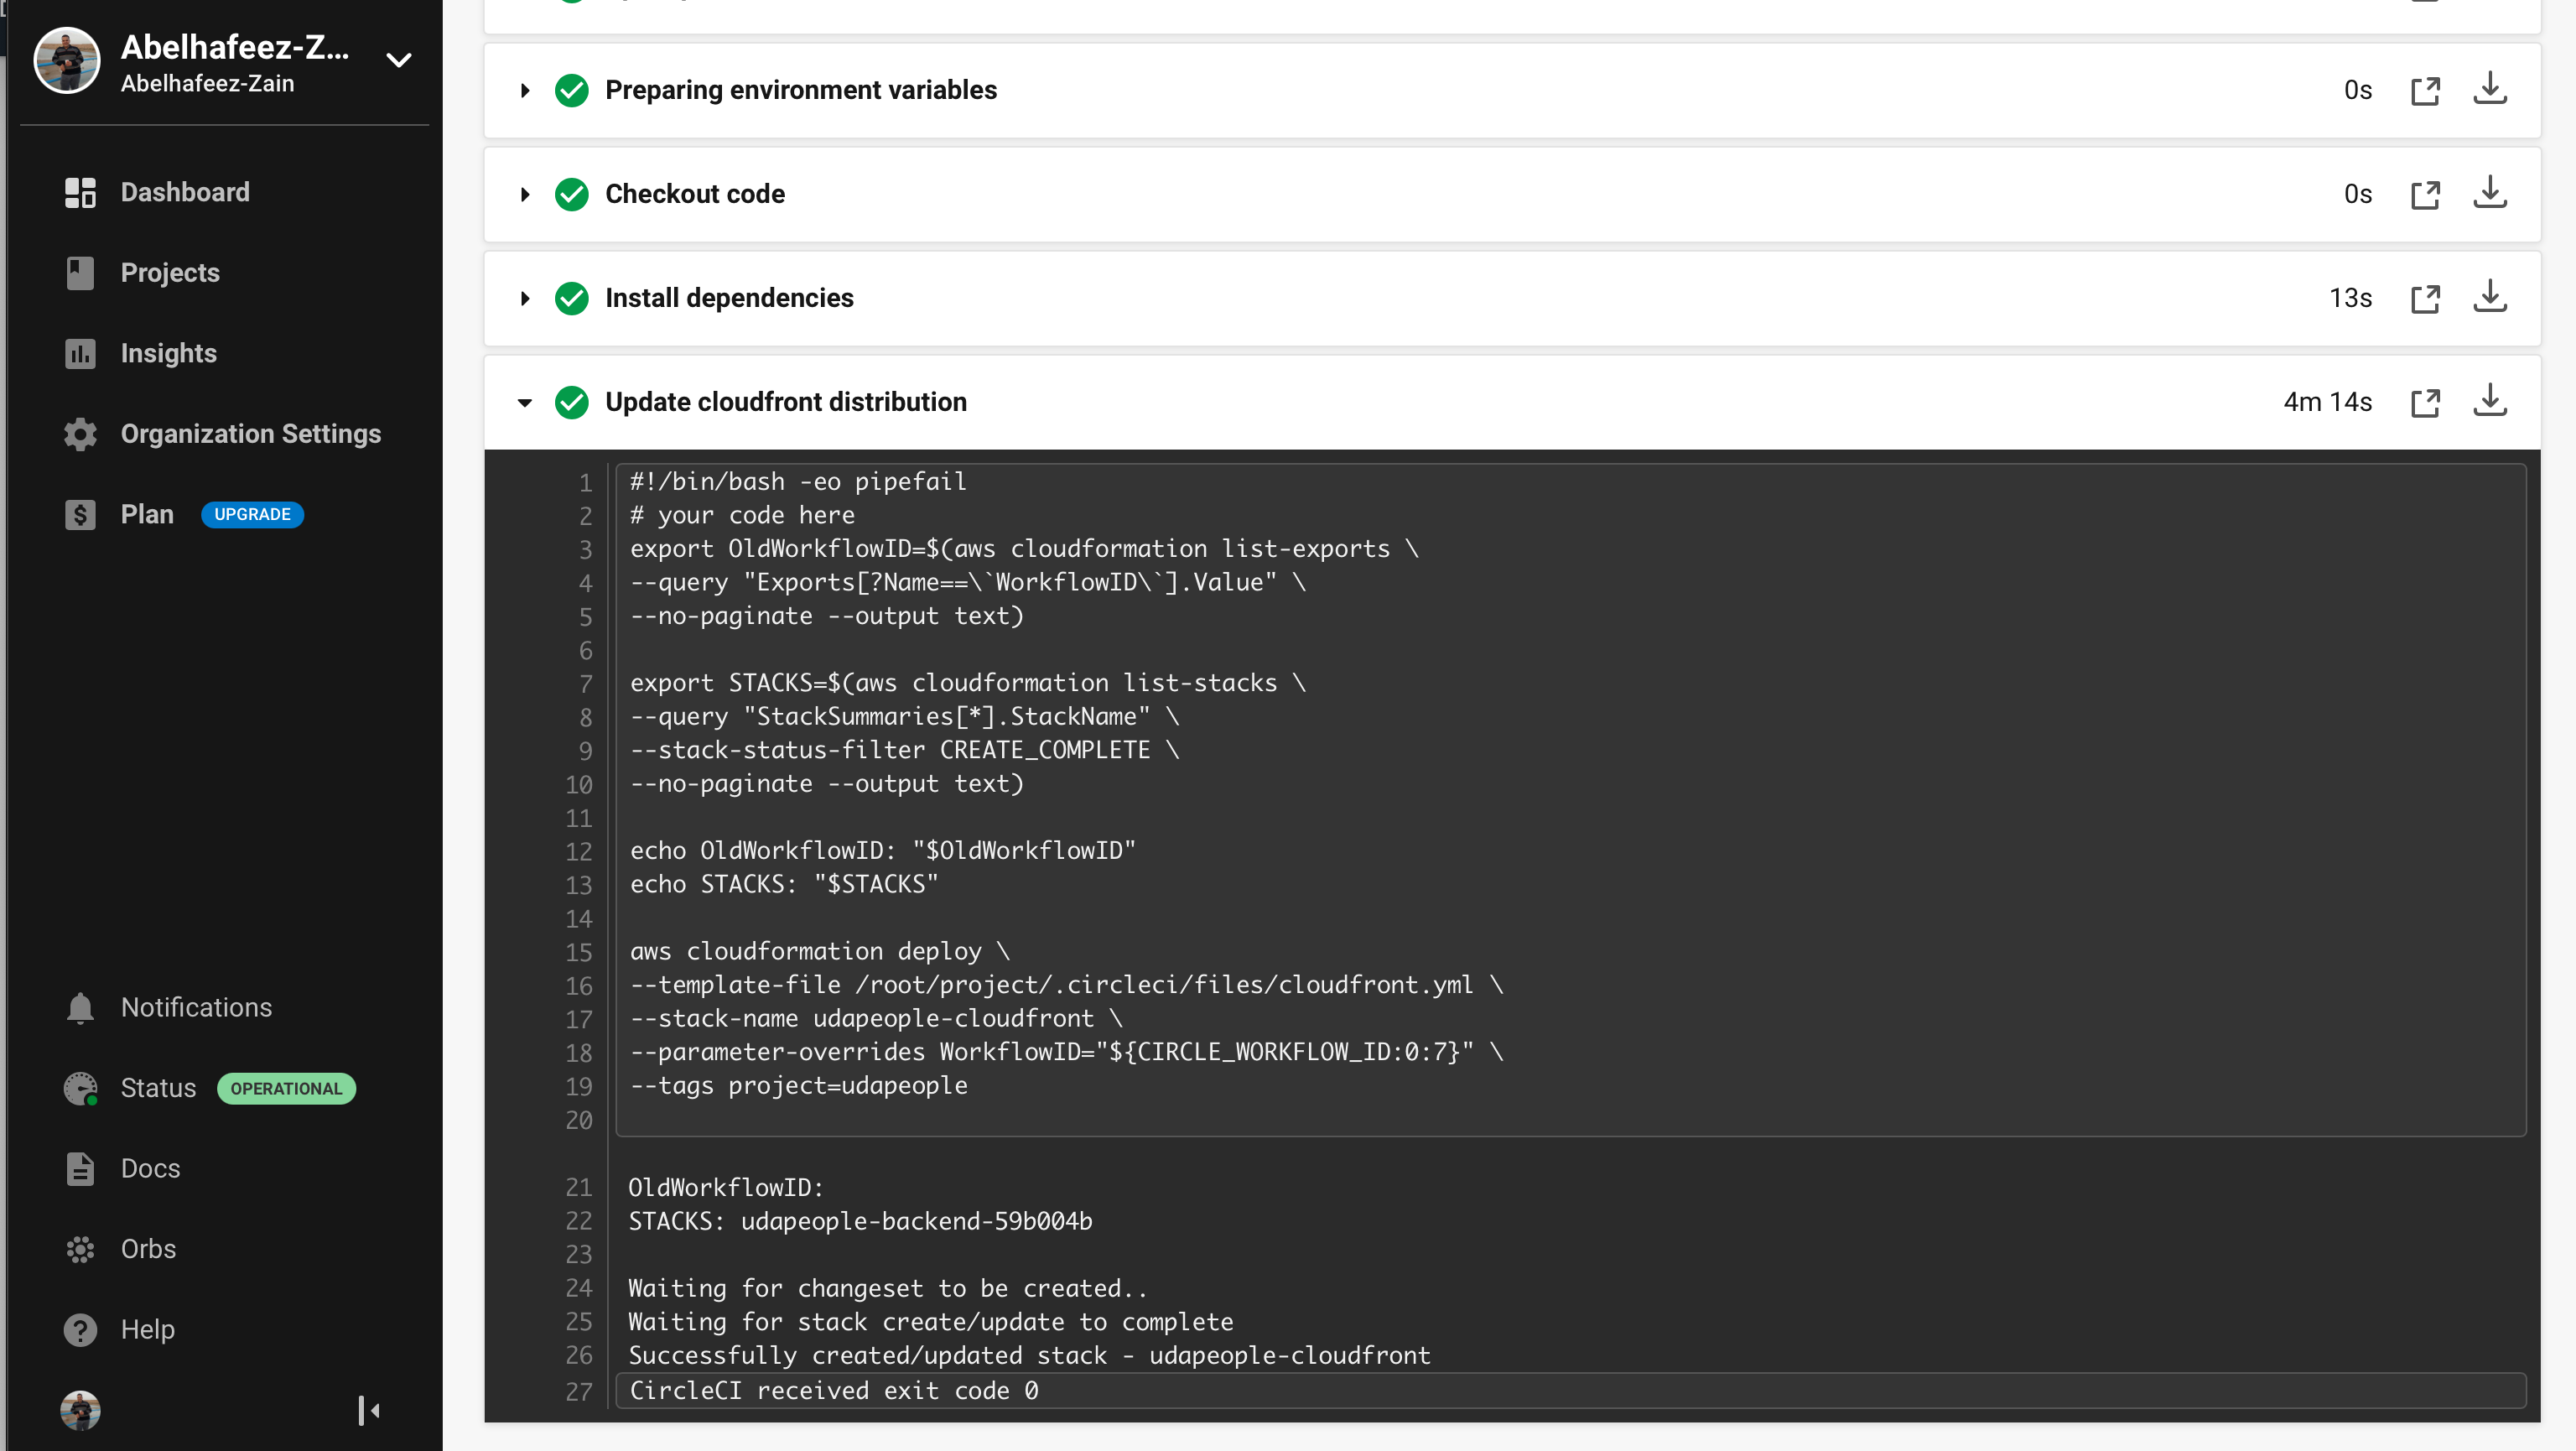 Abelhafeez-Z...
Abelhafeez-Zain
Dashboard
Projects
Insights
Organization Settings
Plan UPGRADE
Notifications
Status OPERATIONAL
Docs
Orbs
Help
Preparing environment variables 0s
Checkout code 0s
Install dependencies 13s
Update cloudfront distribution 4m 14s
1 #!/bin/bash -eo pipefail
2 # your code here
3 export OldWorkflowID=$(aws cloudformation list-exports \
4 --query "Exports[?Name==\`WorkflowID\`].Value" \
5 --no-paginate --output text)
6
7 export STACKS=$(aws cloudformation list-stacks \
8 --query "StackSummaries[*].StackName" \
9 --stack-status-filter CREATE_COMPLETE \
10 --no-paginate --output text)
11
12 echo OldWorkflowID: "$OldWorkflowID"
13 echo STACKS: "$STACKS"
14
15 aws cloudformation deploy \
16 --template-file /root/project/.circleci/files/cloudfront.yml \
17 --stack-name udapeople-cloudfront \
18 --parameter-overrides WorkflowID="${CIRCLE_WORKFLOW_ID:0:7}" \
19 --tags project=udapeople
20
21 OldWorkflowID:
22 STACKS: udapeople-backend-59b004b
23
24 Waiting for changeset to be created..
25 Waiting for stack create/update to complete
26 Successfully created/updated stack - udapeople-cloudfront
27 CircleCI received exit code 0